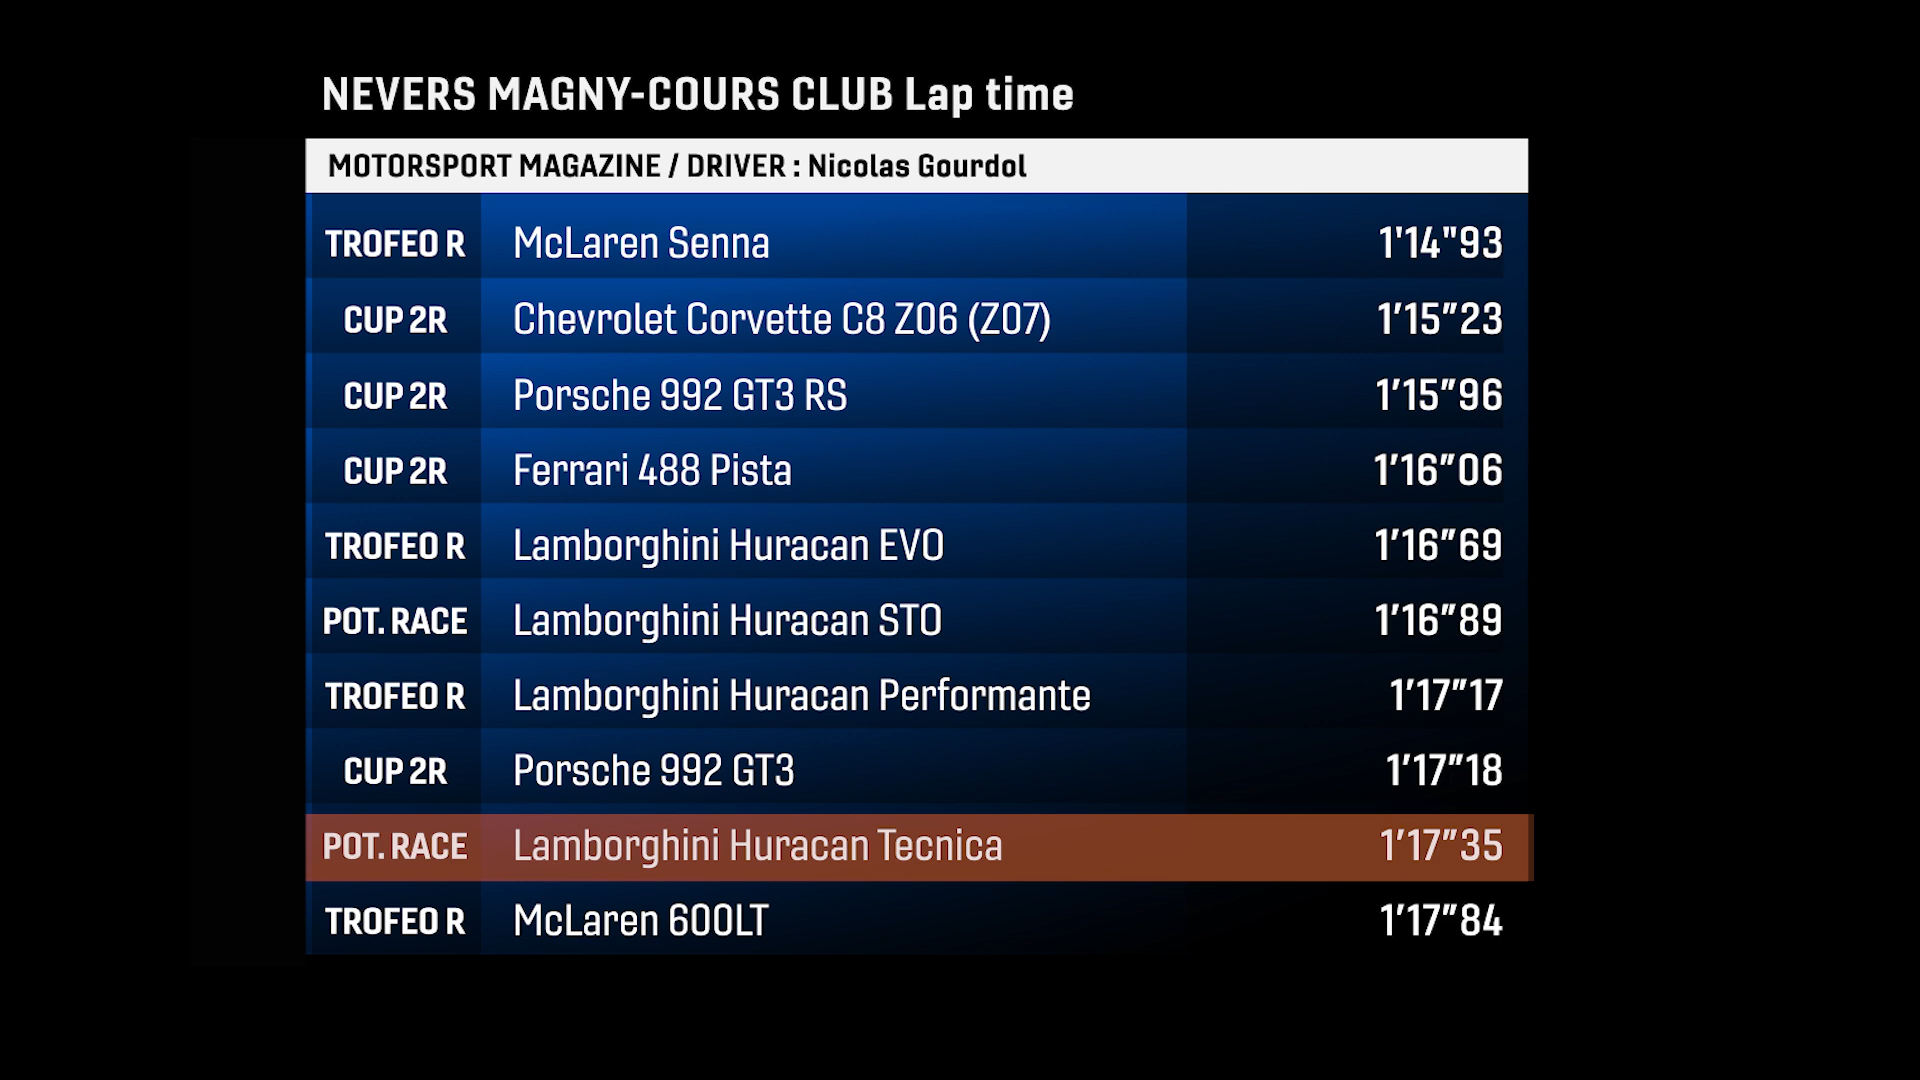 NEVERS MAGNY-COURS CLUB Lap time
MOTORSPORT MAGAZINE / DRIVER : Nicolas Gourdol
TROFEO R McLaren Senna 1'14"93
CUP 2R Chevrolet Corvette C8 Z06 (Z07) 1’15”23
CUP 2R Porsche 992 GT3 RS 1’15”96
CUP 2R Ferrari 488 Pista 1’16”06
TROFEO R Lamborghini Huracan EVO 1’16”69
POT. RACE Lamborghini Huracan STO 1’16”89
TROFEO R Lamborghini Huracan Performante 1’17”17
CUP 2R Porsche 992 GT3 1’17”18
POT. RACE Lamborghini Huracan Tecnica 1’17”35
TROFEO R McLaren 600LT 1’17”84